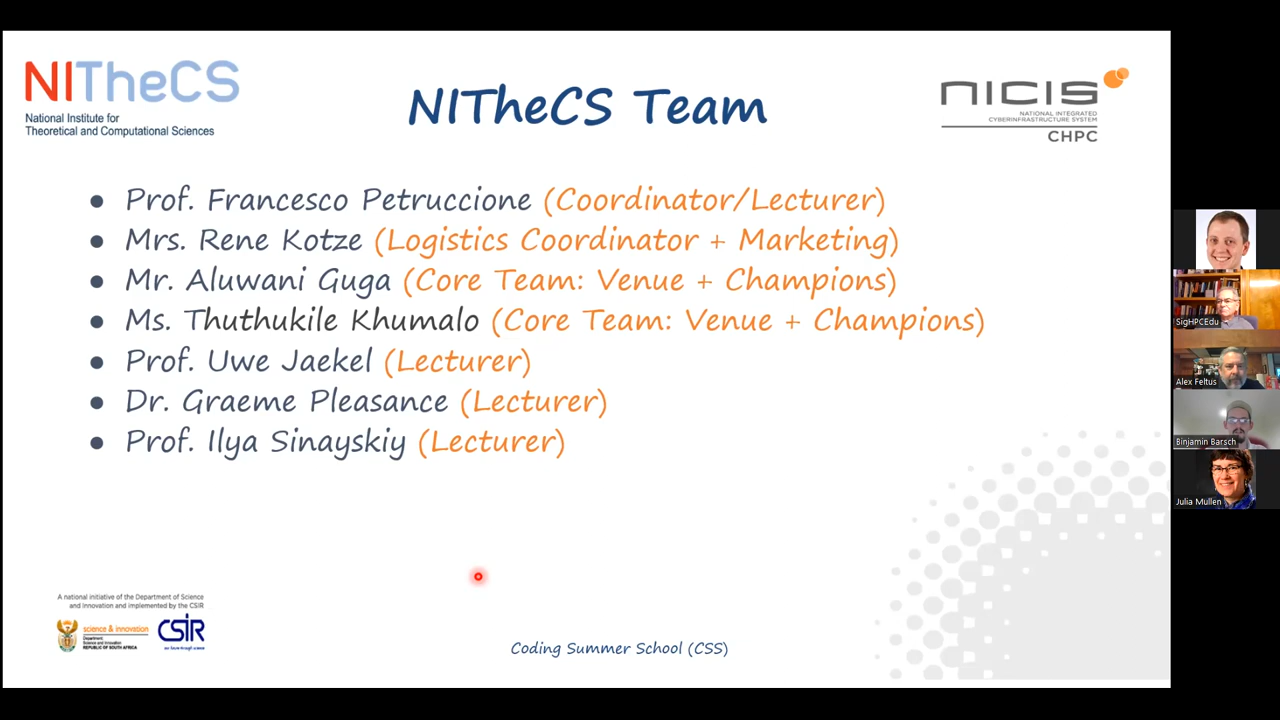 NITheCS
National Institute for
Theoretical and Computational Sciences
NITheCS Team
NICIS
NATIONAL INTEGRATED
CYBERINFRASTRUCTURE SYSTEM
CHPC
● Prof. Francesco Petruccione (Coordinator/Lecturer)
● Mrs. Rene Kotze (Logistics Coordinator + Marketing)
● Mr. Aluwani Guga (Core Team: Venue + Champions)
● Ms. Thuthukile Khumalo (Core Team: Venue + Champions)
● Prof. Uwe Jaekel (Lecturer)
● Dr. Graeme Pleasance (Lecturer)
● Prof. Ilya Sinayskiy (Lecturer)
SigHPCEdu
Alex Feltus
Binjamin Barsch
Julia Mullen
A national initiative of the Department of Science
and Innovation and implemented by the CSIR
science & innovation
Department:
Science and Innovation
REPUBLIC OF SOUTH AFRICA
CSIR
Coding Summer School (CSS)